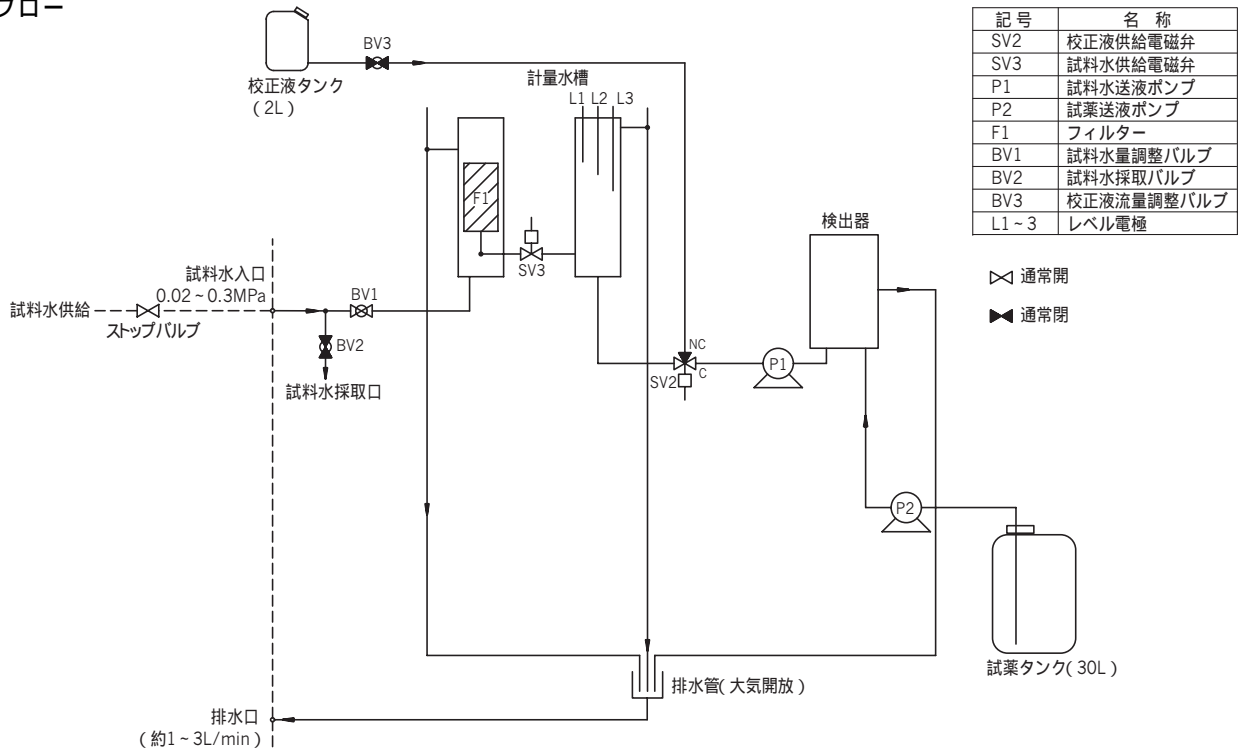 フロー
BV3
校正液タンク
（2L）
計量水槽
L1 L2 L3
F1
SV3
検出器
試料水入口
0.02～0.3MPa
試料水供給
ストップバルブ
BV1
BV2
試料水採取口
NC
C
SV2
P1
P2
試薬タンク（30L）
排水管（大気開放）
排水口
（約1～3L/min）
記号 名 称
SV2 校正液供給電磁弁
SV3 試料水供給電磁弁
P1 試料水送液ポンプ
P2 試薬送液ポンプ
F1 フィルター
BV1 試料水量調整バルブ
BV2 試料水採取バルブ
BV3 校正液流量調整バルブ
L1～3 レベル電極
通常開
通常閉